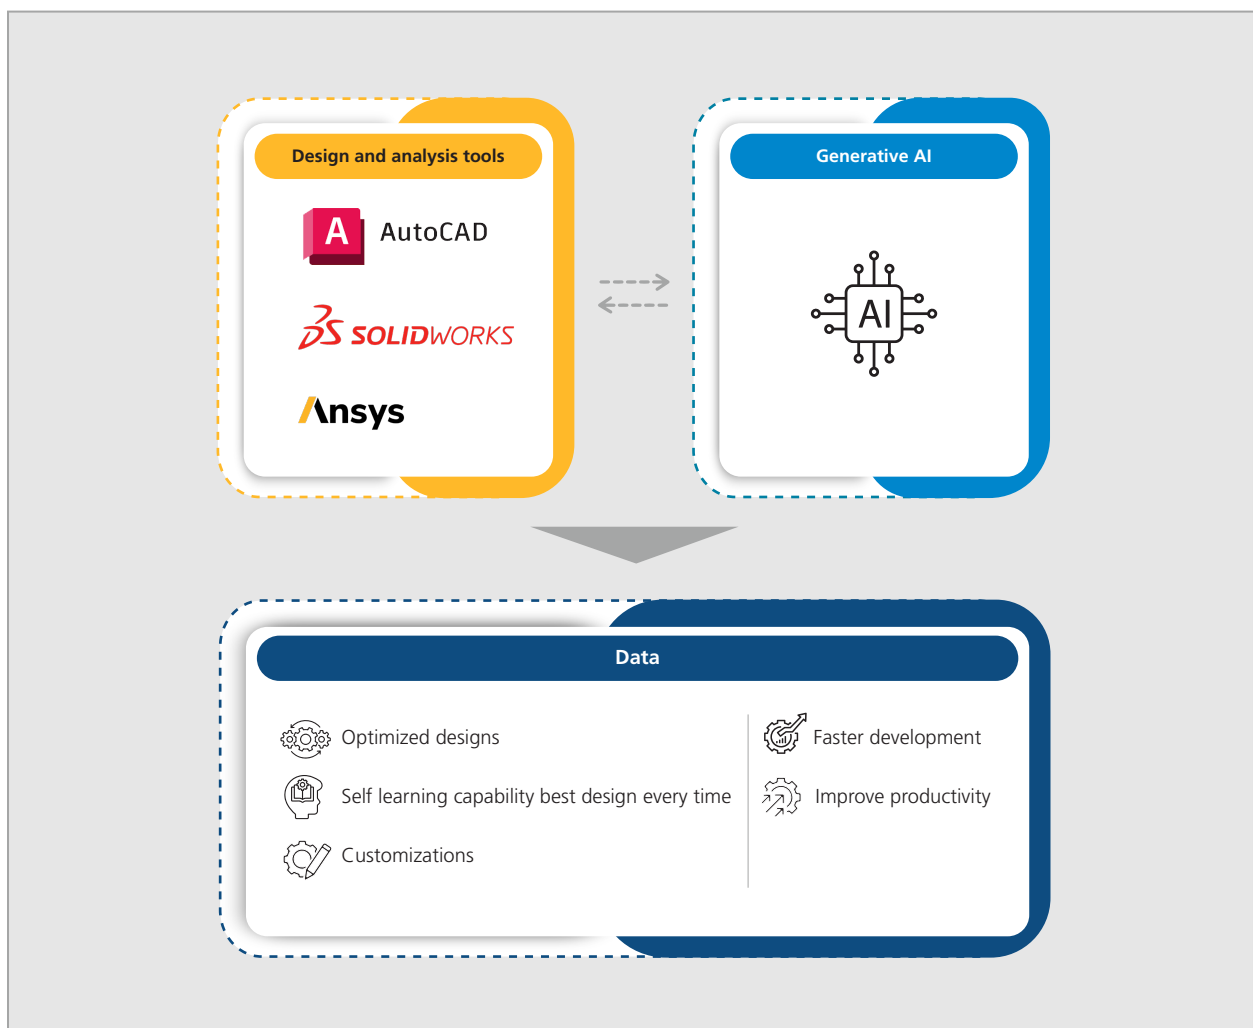 Design and analysis tools
A AutoCAD
SOLIDWORKS
Ansys
Generative AI
AI
Data
Optimized designs
Self learning capability best design every time
Customizations
Faster development
Improve productivity